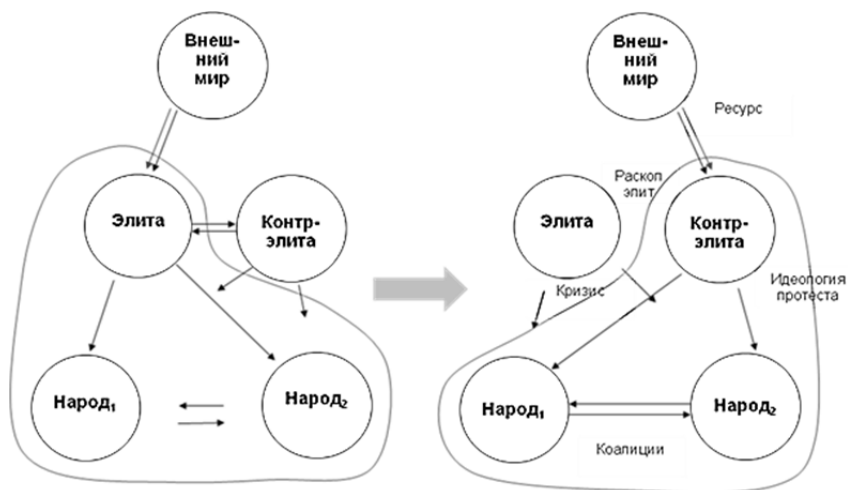 Внеш-
ний
мир
Элита
Контр-
элита
Народ₁
Народ₂
Внеш-
ний
мир
Ресурс
Раскоп
элит
Элита
Контр-
элита
Кризис
Идеология
протеста
Народ₁
Народ₂
Коалиции